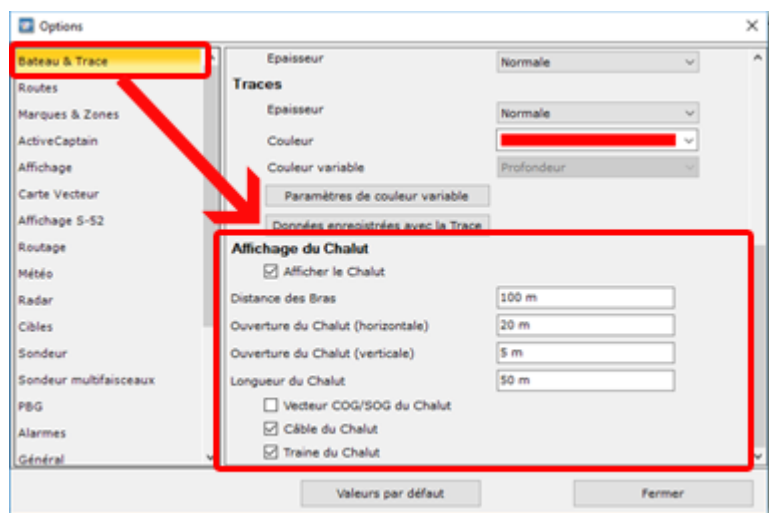 Options
Bateau & Trace
Routes
Marques & Zones
ActiveCaptain
Affichage
Carte Vecteur
Affichage S-52
Routage
Météo
Radar
Cibles
Sondeur
Sondeur multifaisceaux
PBG
Alarmes
Général
Epaisseur
Normale
Traces
Epaisseur
Normale
Couleur
Couleur variable
Profondeur
Paramètres de couleur variable
Données enregistrées avec la Trace
Affichage du Chalut
Afficher le Chalut
Distance des Bras
100 m
Ouverture du Chalut (horizontale)
20 m
Ouverture du Chalut (verticale)
5 m
Longueur du Chalut
50 m
Vecteur COG/SOG du Chalut
Câble du Chalut
Traine du Chalut
Valeurs par défaut
Fermer